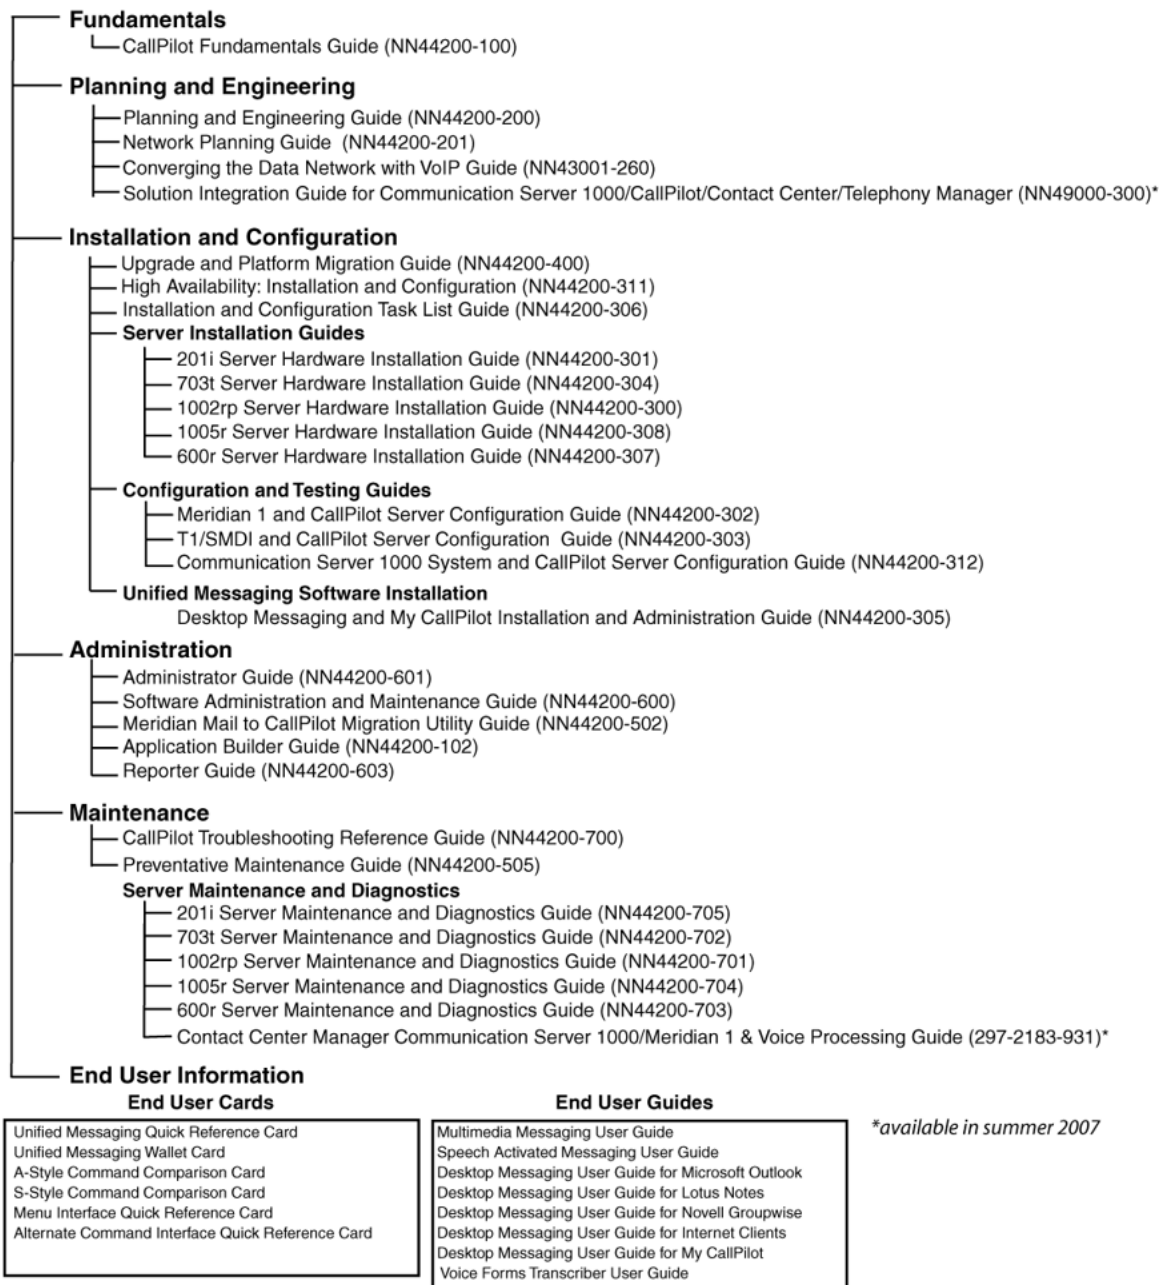 Fundamentals
CallPilot Fundamentals Guide (NN44200-100)
Planning and Engineering
Planning and Engineering Guide (NN44200-200)
Network Planning Guide (NN44200-201)
Converging the Data Network with VoIP Guide (NN43001-260)
Solution Integration Guide for Communication Server 1000/CallPilot/Contact Center/Telephony Manager (NN49000-300)*
Installation and Configuration
Upgrade and Platform Migration Guide (NN44200-400)
High Availability: Installation and Configuration (NN44200-311)
Installation and Configuration Task List Guide (NN44200-306)
Server Installation Guides
201i Server Hardware Installation Guide (NN44200-301)
703t Server Hardware Installation Guide (NN44200-304)
1002rp Server Hardware Installation Guide (NN44200-300)
1005r Server Hardware Installation Guide (NN44200-308)
600r Server Hardware Installation Guide (NN44200-307)
Configuration and Testing Guides
Meridian 1 and CallPilot Server Configuration Guide (NN44200-302)
T1/SMDI and CallPilot Server Configuration Guide (NN44200-303)
Communication Server 1000 System and CallPilot Server Configuration Guide (NN44200-312)
Unified Messaging Software Installation
Desktop Messaging and My CallPilot Installation and Administration Guide (NN44200-305)
Administration
Administrator Guide (NN44200-601)
Software Administration and Maintenance Guide (NN44200-600)
Meridian Mail to CallPilot Migration Utility Guide (NN44200-502)
Application Builder Guide (NN44200-102)
Reporter Guide (NN44200-603)
Maintenance
CallPilot Troubleshooting Reference Guide (NN44200-700)
Preventative Maintenance Guide (NN44200-505)
Server Maintenance and Diagnostics
201i Server Maintenance and Diagnostics Guide (NN44200-705)
703t Server Maintenance and Diagnostics Guide (NN44200-702)
1002rp Server Maintenance and Diagnostics Guide (NN44200-701)
1005r Server Maintenance and Diagnostics Guide (NN44200-704)
600r Server Maintenance and Diagnostics Guide (NN44200-703)
Contact Center Manager Communication Server 1000/Meridian 1 & Voice Processing Guide (297-2183-931)*
End User Information
End User Cards
Unified Messaging Quick Reference Card
Unified Messaging Wallet Card
A-Style Command Comparison Card
S-Style Command Comparison Card
Menu Interface Quick Reference Card
Alternate Command Interface Quick Reference Card
End User Guides
Multimedia Messaging User Guide
Speech Activated Messaging User Guide
Desktop Messaging User Guide for Microsoft Outlook
Desktop Messaging User Guide for Lotus Notes
Desktop Messaging User Guide for Novell Groupwise
Desktop Messaging User Guide for Internet Clients
Desktop Messaging User Guide for My CallPilot
Voice Forms Transcriber User Guide
*available in summer 2007